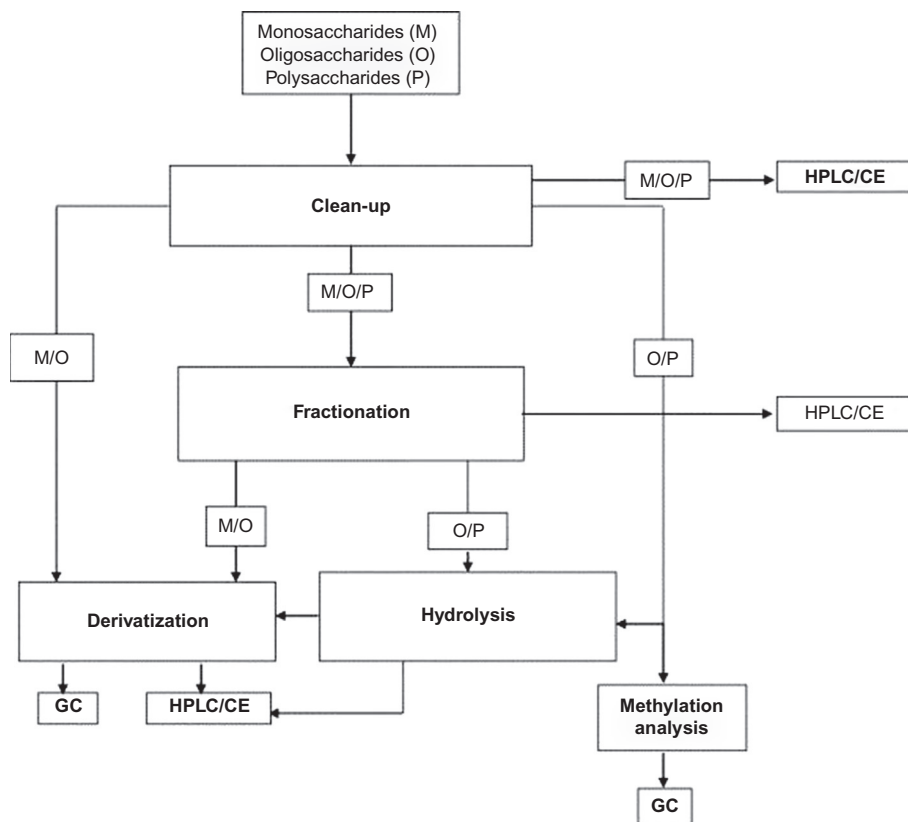 Monosaccharides (M)
Oligosaccharides (O)
Polysaccharides (P)
Clean-up
M/O/P
HPLC/CE
M/O/P
M/O
O/P
Fractionation
HPLC/CE
M/O
O/P
Derivatization
Hydrolysis
GC
HPLC/CE
Methylation
analysis
GC